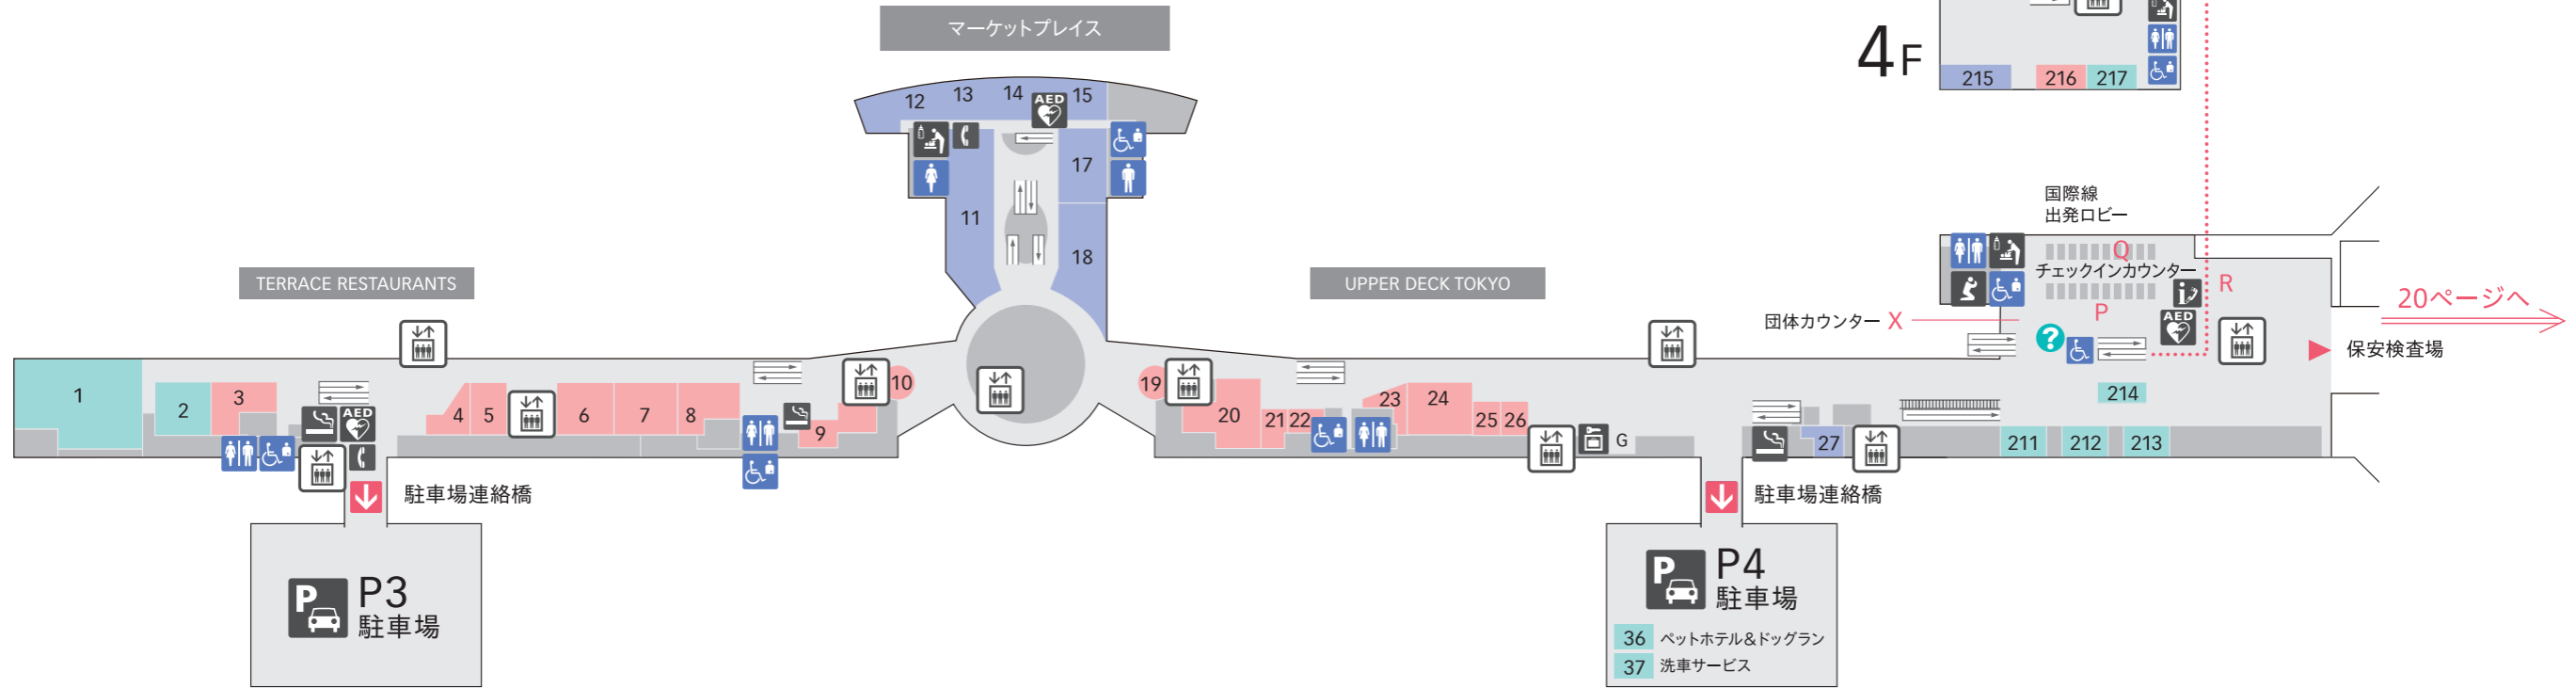 マーケットプレイス
4F
215 216 217
12 13 14 AED 15
17
11
18
国際線
出発ロビー
Q
チェックインカウンター
R
P
団体カウンター X
AED
?
20ページへ
保安検査場
214
TERRACE RESTAURANTS
UPPER DECK TOKYO
1 2 3
AED
4 5 6 7 8 9 10
19 20 21 22 23 24 25 26
G
27
211 212 213
駐車場連絡橋
駐車場連絡橋
P P3
駐車場
P P4
駐車場
36 ペットホテル&ドッグラン
37 洗車サービス